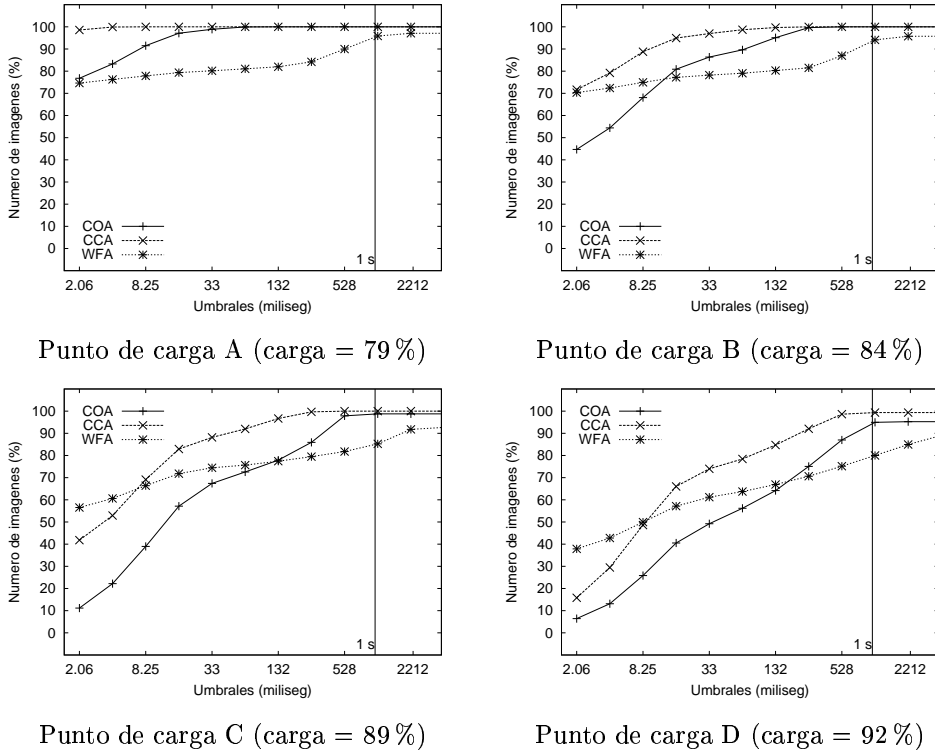 Numero de imagenes (%)
100
90
80
70
60
50
40
30
20
10
0
COA
CCA
WFA
1 s
2.06 8.25 33 132 528 2212
Umbrales (miliseg)
Punto de carga A (carga = 79 %)
Numero de imagenes (%)
100
90
80
70
60
50
40
30
20
10
0
COA
CCA
WFA
1 s
2.06 8.25 33 132 528 2212
Umbrales (miliseg)
Punto de carga B (carga = 84 %)
Numero de imagenes (%)
100
90
80
70
60
50
40
30
20
10
0
COA
CCA
WFA
1 s
2.06 8.25 33 132 528 2212
Umbrales (miliseg)
Punto de carga C (carga = 89 %)
Numero de imagenes (%)
100
90
80
70
60
50
40
30
20
10
0
COA
CCA
WFA
1 s
2.06 8.25 33 132 528 2212
Umbrales (miliseg)
Punto de carga D (carga = 92 %)